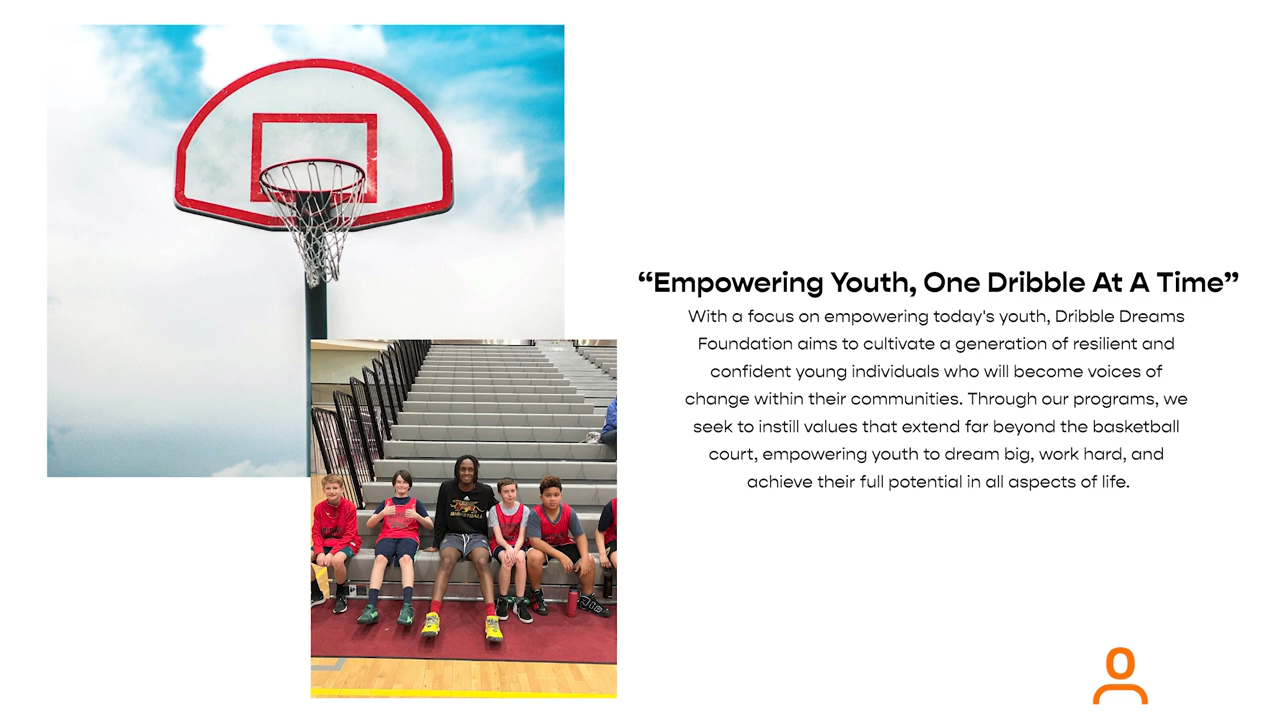 “Empowering Youth, One Dribble At A Time”
With a focus on empowering today's youth, Dribble Dreams
Foundation aims to cultivate a generation of resilient and
confident young individuals who will become voices of
change within their communities. Through our programs, we
seek to instill values that extend far beyond the basketball
court, empowering youth to dream big, work hard, and
achieve their full potential in all aspects of life.
BASKETBALL